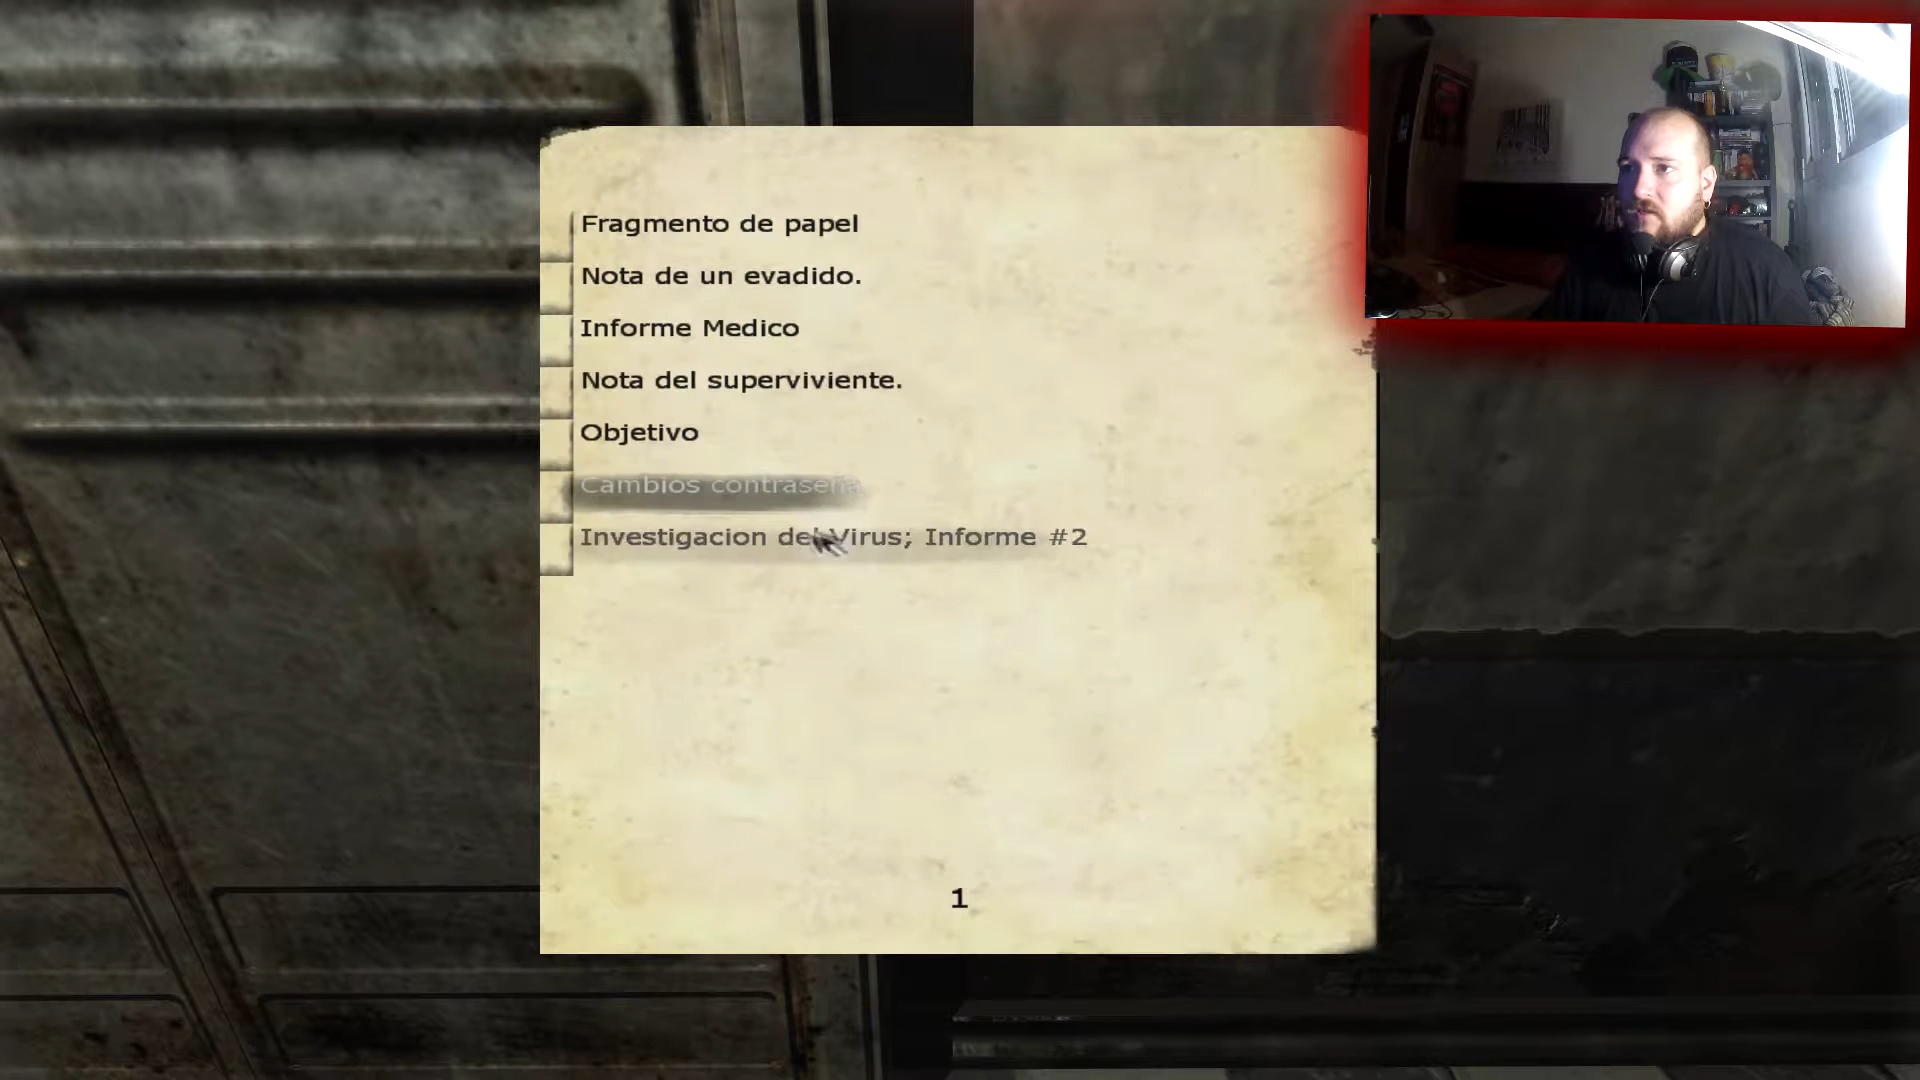 Fragmento de papel
Nota de un evadido.
Informe Medico
Nota del superviviente.
Objetivo
Cambios contraseña
Investigacion del Virus; Informe #2
1